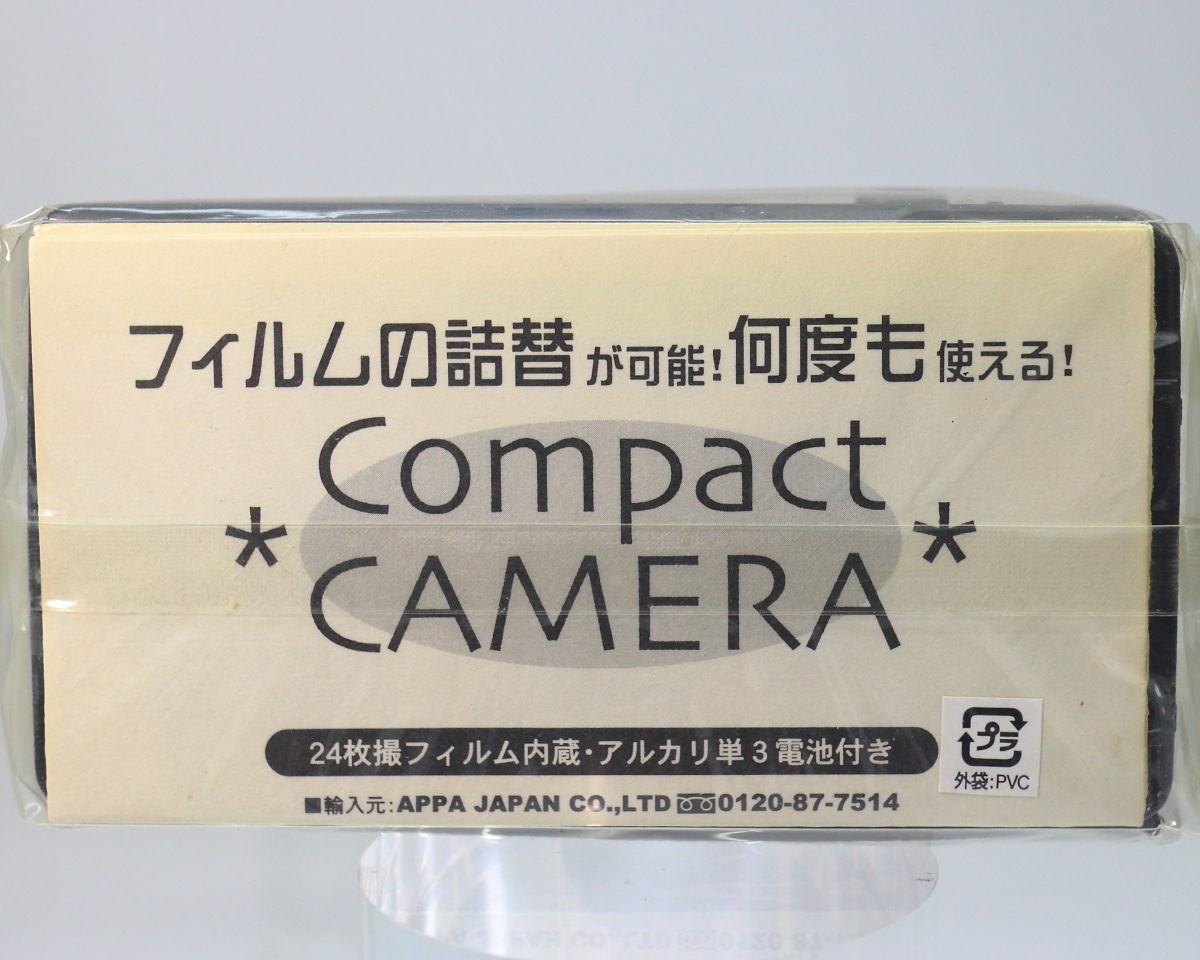 フィルムの詰替が可能!何度も使える!
Compact
* CAMERA *
24枚撮フィルム内蔵・アルカリ単3電池付き
プラ
外袋:PVC
■輸入元:APPA JAPAN CO.,LTD 0120-87-7514